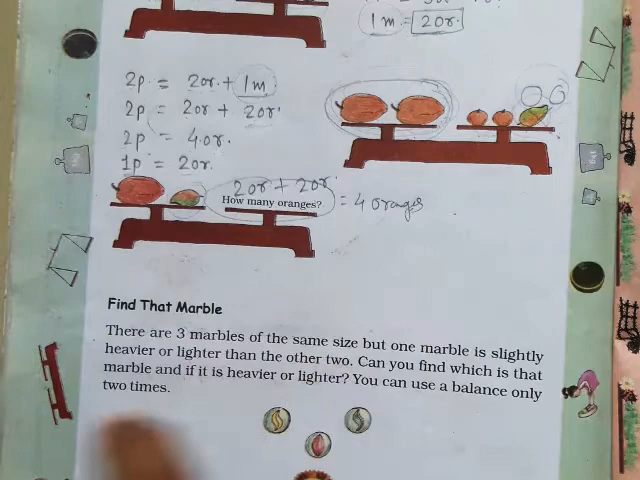 1 m = 2 or.
2p = 2or. + 1m
2p = 2or + 2or.
2p = 4or.
1p = 2or.
2or + 2or.
How many oranges? = 4 oranges
Find That Marble
There are 3 marbles of the same size but one marble is slightly
heavier or lighter than the other two. Can you find which is that
marble and if it is heavier or lighter? You can use a balance only
two times.